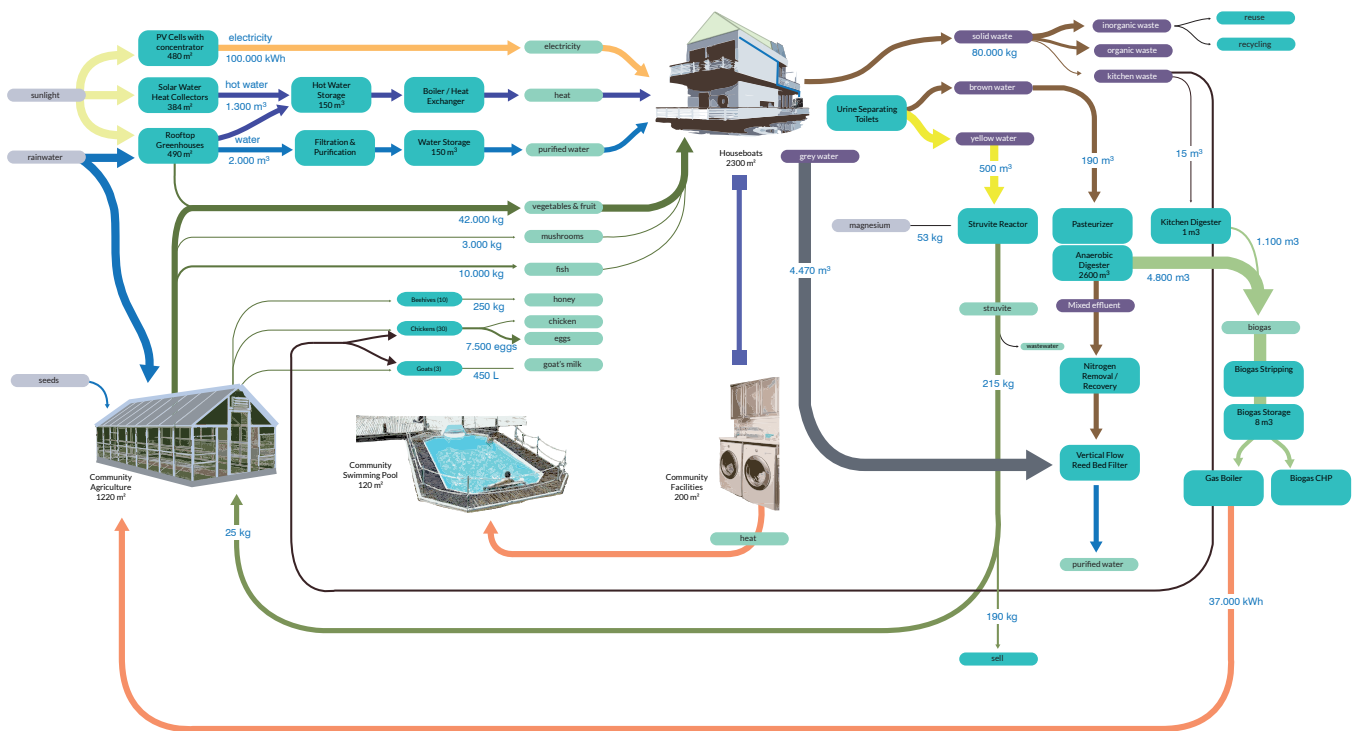 PV Cells with
concentrator
480 m²
electricity
100.000 kWh
electricity
sunlight
Solar Water
Heat Collectors
384 m²
hot water
1.300 m³
Hot Water
Storage
150 m³
Boiler / Heat
Exchanger
heat
Rooftop
Greenhouses
490 m²
water
2.000 m³
Filtration &
Purification
Water Storage
150 m³
purified water
rainwater
Houseboats
2300 m²
solid waste
80.000 kg
inorganic waste
organic waste
kitchen waste
reuse
recycling
Urine Separating
Toilets
brown water
yellow water
grey water
500 m³
190 m³
15 m³
vegetables & fruit
42.000 kg
mushrooms
3.000 kg
fish
10.000 kg
magnesium
53 kg
Struvite Reactor
Pasteurizer
Kitchen Digester
1 m3
1.100 m3
Anaerobic
Digester
2600 m³
4.800 m3
4.470 m³
Beehives (10)
250 kg
honey
Chickens (30)
7.500 eggs
chicken
eggs
Goats (3)
450 L
goat's milk
struvite
wastewater
Mixed effluent
biogas
seeds
215 kg
Nitrogen
Removal /
Recovery
Biogas Stripping
Biogas Storage
8 m3
Community
Agriculture
1220 m²
Community
Swimming Pool
120 m²
Community
Facilities
200 m²
Vertical Flow
Reed Bed Filter
Gas Boiler
Biogas CHP
25 kg
heat
purified water
37.000 kWh
190 kg
sell